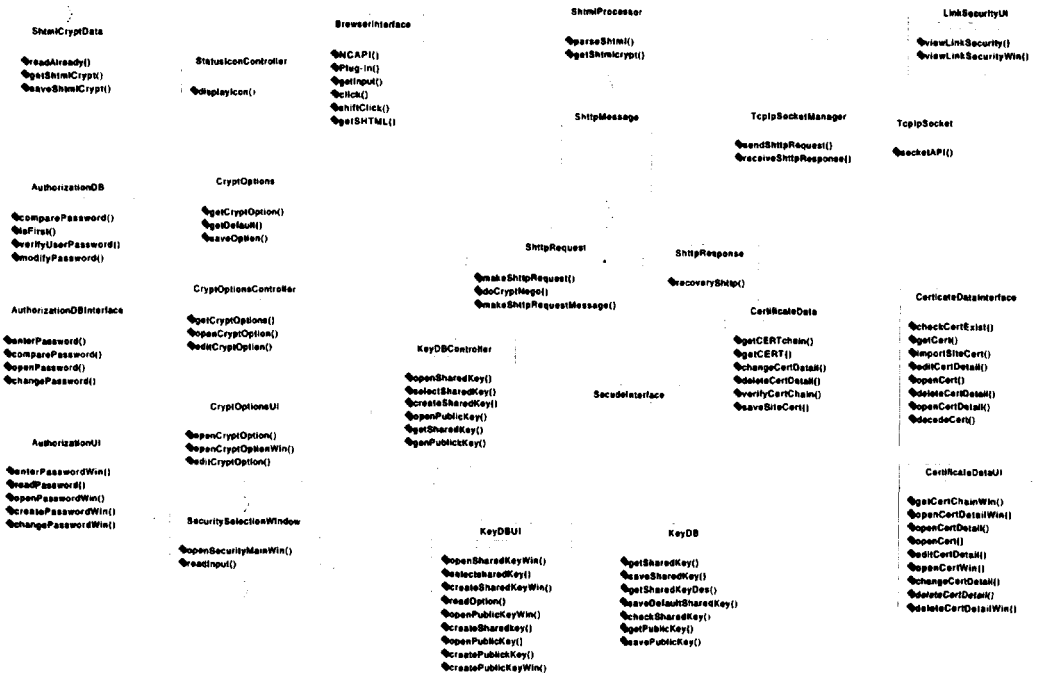 ShtmlCryptData
readAlready()
getShtmlCrypt()
saveShtmlCrypt()
StatusIconController
displayIcon()
BrowserInterface
NCAPI()
Plug-In()
getInput()
click()
shiftClick()
getSHTML()
ShtmlProcessor
parseShtml()
getShtmlcrypt()
LinkSecurityUI
viewLinkSecurity()
viewLinkSecurityWin()
ShttpMessage
TcpIpSocketManager
sendShttpRequest()
receiveShttpResponse()
TcpIpSocket
socketAPI()
AuthorizationDB
comparePassword()
isFirst()
verifyUserPassword()
modifyPassword()
CryptOptions
getCryptOption()
getDefault()
saveOption()
ShttpRequest
makeShttpRequest()
doCryptNego()
makeShttpRequestMessage()
ShttpResponse
recoveryShttp()
AuthorizationDBInterface
enterPassword()
comparePassword()
openPassword()
changePassword()
CryptOptionsController
getCryptOptions()
openCryptOption()
editCryptOption()
KeyDBController
openSharedKey()
selectSharedKey()
createSharedKey()
openPublicKey()
getSharedKey()
genPublickKey()
SecudeInterface
CertificateData
getCERTchain()
getCERT()
changeCertDatail()
deleteCertDetail()
verifyCertChain()
saveSiteCert()
CerticateDataInterface
checkCertExist()
getCert()
importSiteCert()
editCertDetail()
openCert()
deleteCertDetail()
openCertDetail()
decodeCert()
AuthorizationUI
enterPasswordWin()
readPassword()
openPasswordWin()
createPasswordWin()
changePasswordWin()
CryptOptionsUI
openCryptOption()
openCryptOptionWin()
editCryptOption()
SecuritySelectionWindow
openSecurityMainWin()
readInput()
KeyDBUI
openSharedKeyWin()
selectsharedKey()
createSharedKeyWin()
readOption()
openPublicKeyWin()
createSharedkey()
openPublicKey()
createPublickKey()
createPublicKeyWin()
KeyDB
getSharedKey()
saveSharedKey()
getSharedKeyDes()
saveDefaultSharedKey()
checkSharedKey()
getPublicKey()
savePublicKey()
CertificateDataUI
getCertChainWin()
openCertDetailWin()
openCertDetail()
openCert()
editCertDetail()
openCertWin()
changeCertDetail()
deleteCertDetail()
deleteCertDetailWin()